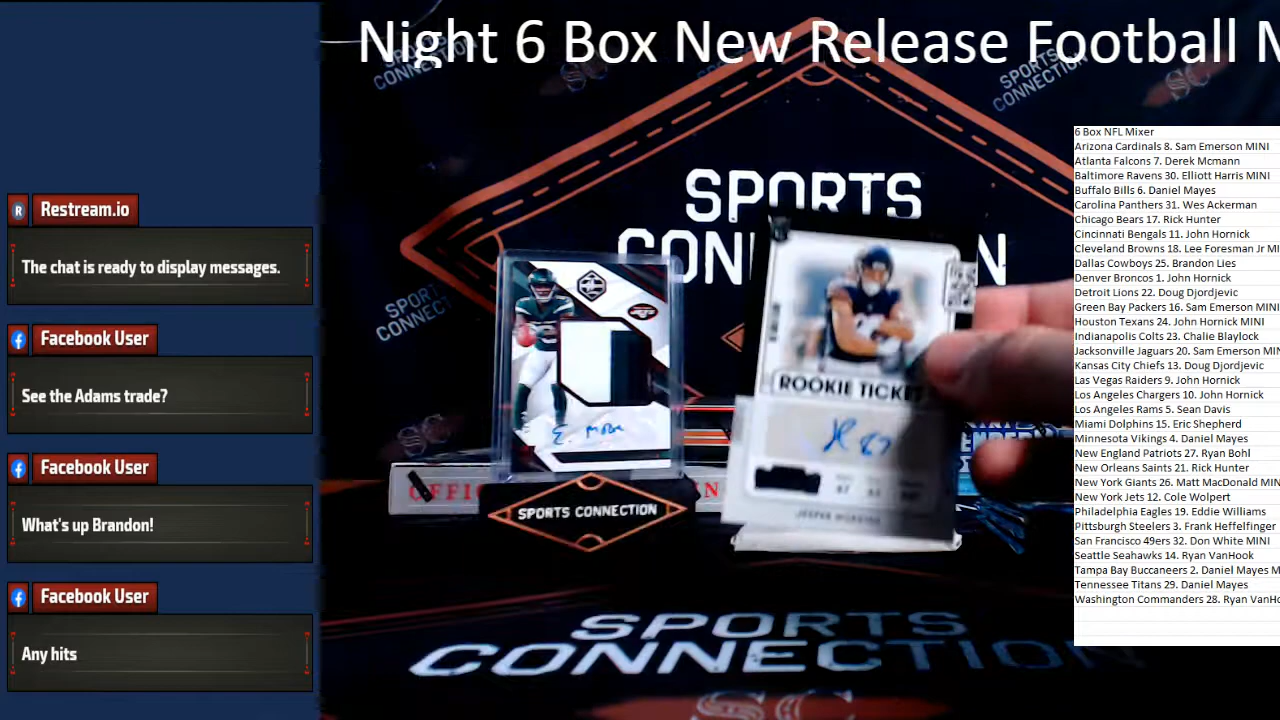 Night 6 Box New Release Football M
Restream.io
The chat is ready to display messages.
Facebook User
See the Adams trade?
Facebook User
What's up Brandon!
Facebook User
Any hits
SPORTS
CONNECTION
SPORTS
CONNECTION
SC
SPORTS
CON N
SPORTS
CONNECT
ROOKIE TICKET
E. Moore
OFFIC
SPORTS CONNECTION
SPORTS
CONNECTION
SC
6 Box NFL Mixer
Arizona Cardinals 8. Sam Emerson MINI
Atlanta Falcons 7. Derek Mcmann
Baltimore Ravens 30. Elliott Harris MINI
Buffalo Bills 6. Daniel Mayes
Carolina Panthers 31. Wes Ackerman
Chicago Bears 17. Rick Hunter
Cincinnati Bengals 11. John Hornick
Cleveland Browns 18. Lee Foresman Jr MI
Dallas Cowboys 25. Brandon Lies
Denver Broncos 1. John Hornick
Detroit Lions 22. Doug Djordjevic
Green Bay Packers 16. Sam Emerson MINI
Houston Texans 24. John Hornick MINI
Indianapolis Colts 23. Chalie Blaylock
Jacksonville Jaguars 20. Sam Emerson MIN
Kansas City Chiefs 13. Doug Djordjevic
Las Vegas Raiders 9. John Hornick
Los Angeles Chargers 10. John Hornick
Los Angeles Rams 5. Sean Davis
Miami Dolphins 15. Eric Shepherd
Minnesota Vikings 4. Daniel Mayes
New England Patriots 27. Ryan Bohl
New Orleans Saints 21. Rick Hunter
New York Giants 26. Matt MacDonald MIN
New York Jets 12. Cole Wolpert
Philadelphia Eagles 19. Eddie Williams
Pittsburgh Steelers 3. Frank Heffelfinger
San Francisco 49ers 32. Don White MINI
Seattle Seahawks 14. Ryan VanHook
Tampa Bay Buccaneers 2. Daniel Mayes M
Tennessee Titans 29. Daniel Mayes
Washington Commanders 28. Ryan VanHo